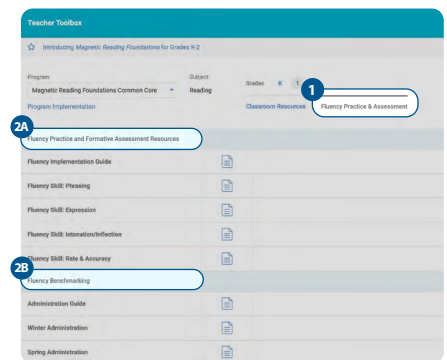 Teacher Toolbox
Introducing Magnetic Reading Foundations for Grades K-2
Program
Subject
Magnetic Reading Foundations Common Core
Reading
Grades K 1
1
Program Implementation
Classroom Resources
Fluency Practice & Assessment
2A
Fluency Practice and Formative Assessment Resources
Fluency Implementation Guide
Fluency Skill: Phrasing
Fluency Skill: Expression
Fluency Skill: Intonation/Inflection
Fluency Skill: Rate & Accuracy
2B
Fluency Benchmarking
Administration Guide
Winter Administration
Spring Administration